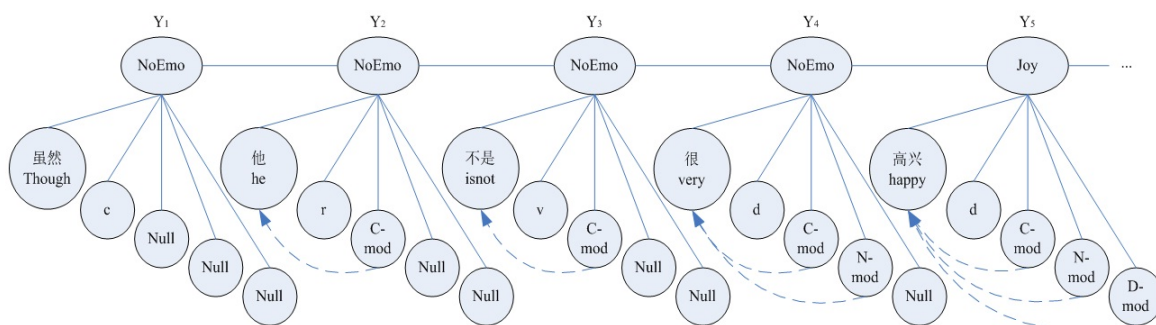 Y1
Y2
Y3
Y4
Y5
NoEmo
NoEmo
NoEmo
NoEmo
Joy
...
虽然
Though
c
Null
Null
Null
他
he
r
C-
mod
Null
Null
不是
isnot
v
C-
mod
Null
Null
很
very
d
C-
mod
N-
mod
Null
高兴
happy
d
C-
mod
N-
mod
D-
mod